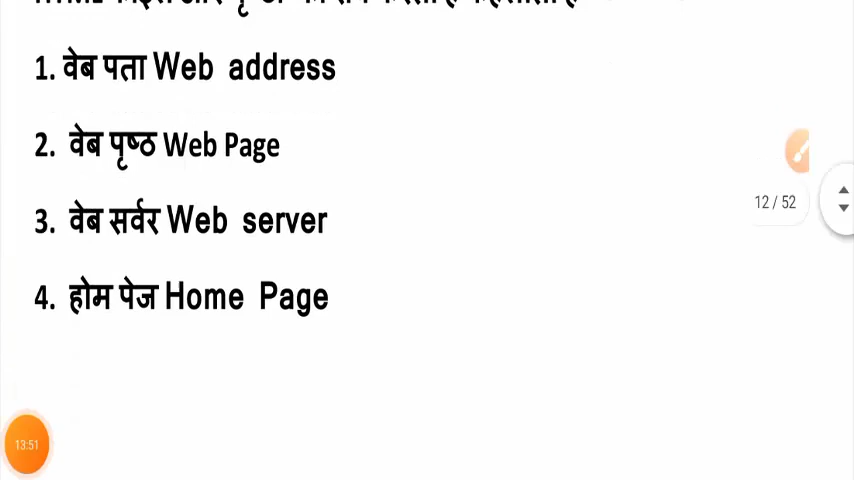 1. वेब पता Web address
2. वेब पृष्ठ Web Page
12 / 52
3. वेब सर्वर Web server
4. होम पेज Home Page
13:51